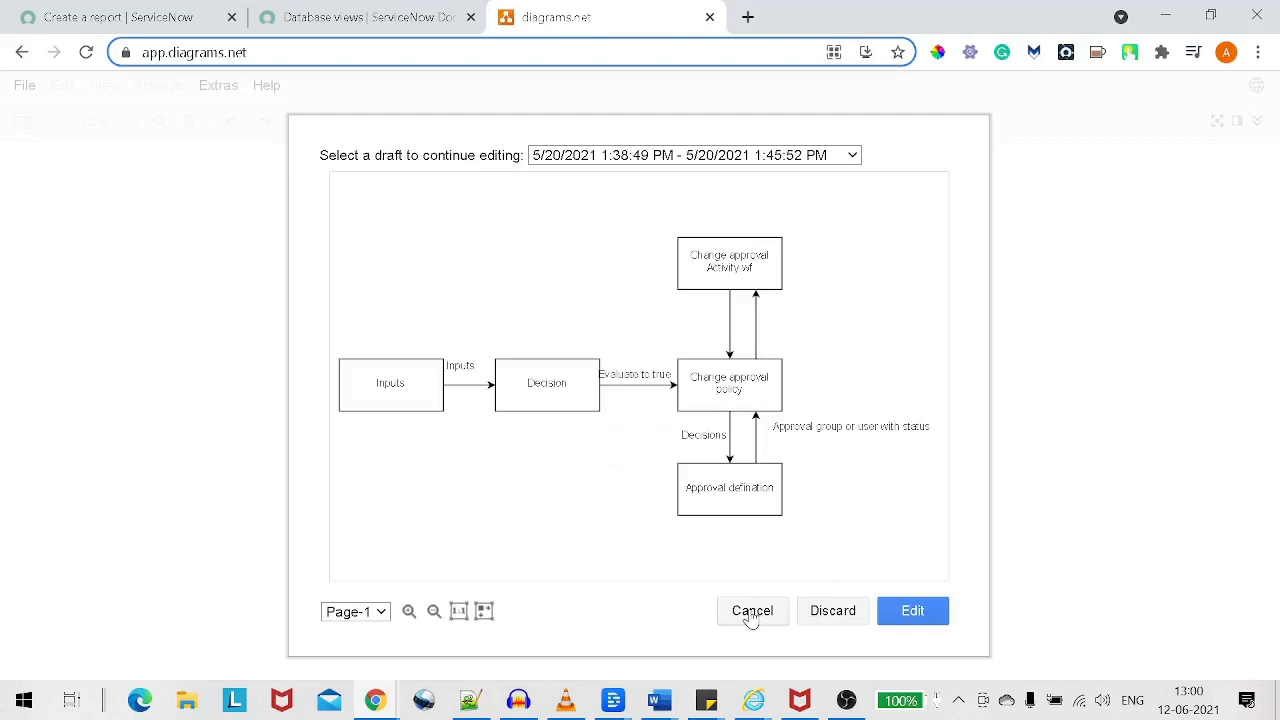 Create a report | ServiceNow
Database views | ServiceNow Doc
diagrams.net
app.diagrams.net
A
File Edit View Arrange Extras Help
100%
Select a draft to continue editing: 5/20/2021 1:38:49 PM - 5/20/2021 1:45:52 PM
Change approval
Activity wf
Inputs
Inputs
Decision
Evaluate to true
Change approval
policy
Decisions
Approval group or user with status
Approval defination
Page-1
1:1
Cancel
Discard
Edit
L
W
100%
ENG
13:00
12-06-2021